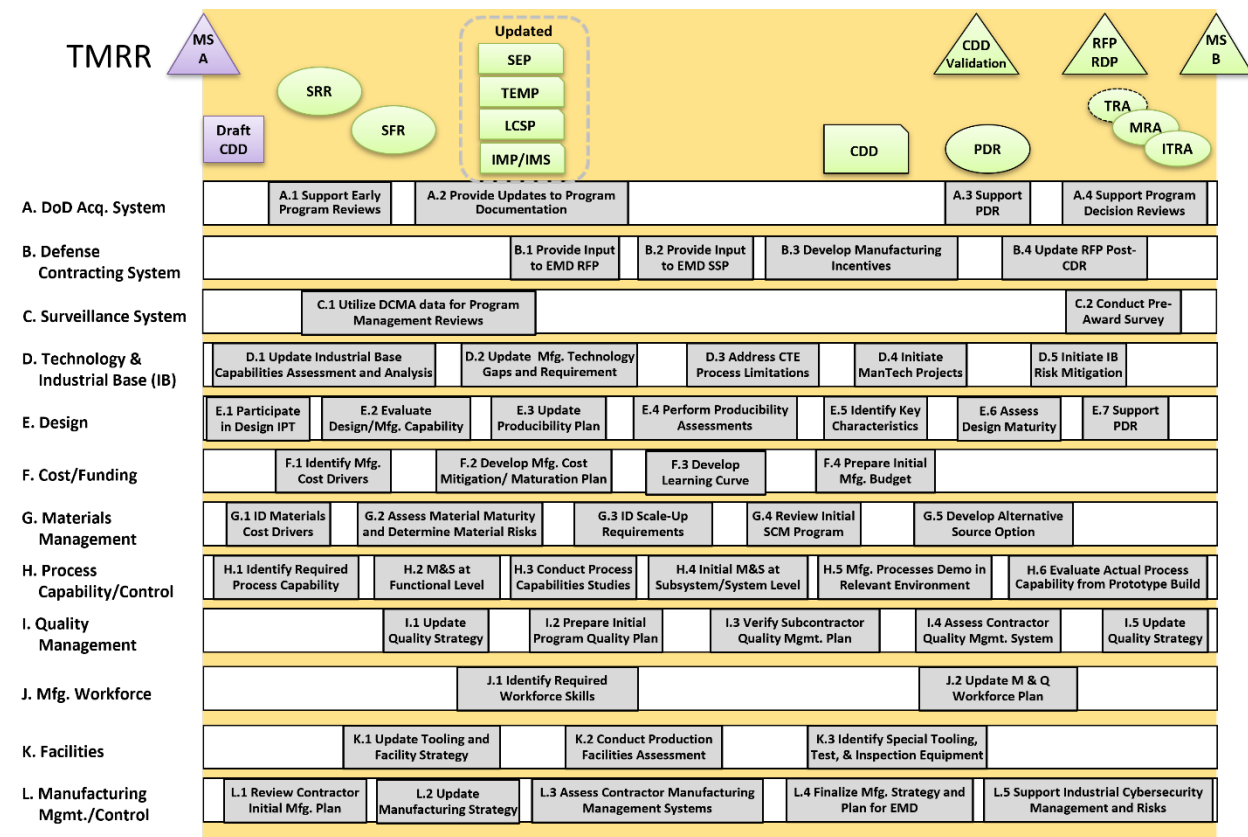 TMRR
MS
A
Updated
CDD
Validation
RFP
RDP
MS
B
SEP
TEMP
LCSP
IMP/IMS
SRR
SFR
Draft
CDD
CDD
PDR
TRA
MRA
ITRA
A. DoD Acq. System
A.1 Support Early
Program Reviews
A.2 Provide Updates to Program
Documentation
A.3 Support
PDR
A.4 Support Program
Decision Reviews
B. Defense
Contracting System
B.1 Provide Input
to EMD RFP
B.2 Provide Input
to EMD SSP
B.3 Develop Manufacturing
Incentives
B.4 Update RFP Post-
CDR
C. Surveillance System
C.1 Utilize DCMA data for Program
Management Reviews
C.2 Conduct Pre-
Award Survey
D. Technology &
Industrial Base (IB)
D.1 Update Industrial Base
Capabilities Assessment and Analysis
D.2 Update Mfg. Technology
Gaps and Requirement
D.3 Address CTE
Process Limitations
D.4 Initiate
ManTech Projects
D.5 Initiate IB
Risk Mitigation
E. Design
E.1 Participate
in Design IPT
E.2 Evaluate
Design/Mfg. Capability
E.3 Update
Producibility Plan
E.4 Perform Producibility
Assessments
E.5 Identify Key
Characteristics
E.6 Assess
Design Maturity
E.7 Support
PDR
F. Cost/Funding
F.1 Identify Mfg.
Cost Drivers
F.2 Develop Mfg. Cost
Mitigation/ Maturation Plan
F.3 Develop
Learning Curve
F.4 Prepare Initial
Mfg. Budget
G. Materials
Management
G.1 ID Materials
Cost Drivers
G.2 Assess Material Maturity
and Determine Material Risks
G.3 ID Scale-Up
Requirements
G.4 Review Initial
SCM Program
G.5 Develop Alternative
Source Option
H. Process
Capability/Control
H.1 Identify Required
Process Capability
H.2 M&S at
Functional Level
H.3 Conduct Process
Capabilities Studies
H.4 Initial M&S at
Subsystem/System Level
H.5 Mfg. Processes Demo in
Relevant Environment
H.6 Evaluate Actual Process
Capability from Prototype Build
I. Quality
Management
I.1 Update
Quality Strategy
I.2 Prepare Initial
Program Quality Plan
I.3 Verify Subcontractor
Quality Mgmt. Plan
I.4 Assess Contractor
Quality Mgmt. System
I.5 Update
Quality Strategy
J. Mfg. Workforce
J.1 Identify Required
Workforce Skills
J.2 Update M & Q
Workforce Plan
K. Facilities
K.1 Update Tooling and
Facility Strategy
K.2 Conduct Production
Facilities Assessment
K.3 Identify Special Tooling,
Test, & Inspection Equipment
L. Manufacturing
Mgmt./Control
L.1 Review Contractor
Initial Mfg. Plan
L.2 Update
Manufacturing Strategy
L.3 Assess Contractor Manufacturing
Management Systems
L.4 Finalize Mfg. Strategy and
Plan for EMD
L.5 Support Industrial Cybersecurity
Management and Risks